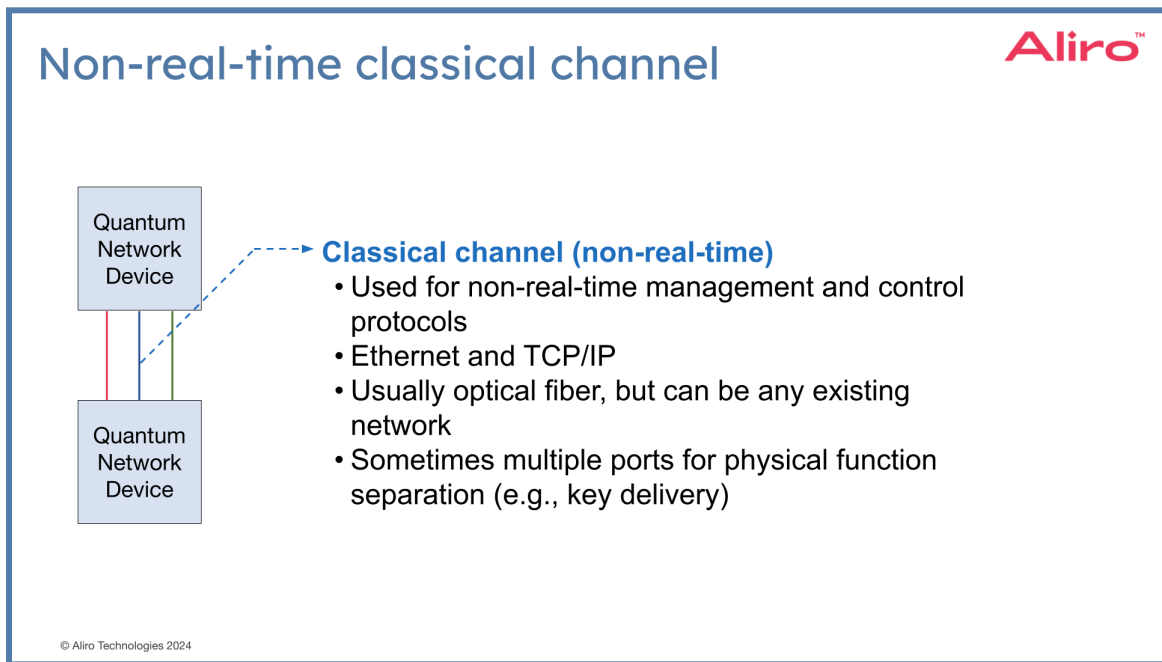 Non-real-time classical channel
Aliro™
Quantum
Network
Device
Classical channel (non-real-time)
• Used for non-real-time management and control
protocols
• Ethernet and TCP/IP
• Usually optical fiber, but can be any existing
network
• Sometimes multiple ports for physical function
separation (e.g., key delivery)
Quantum
Network
Device
© Aliro Technologies 2024